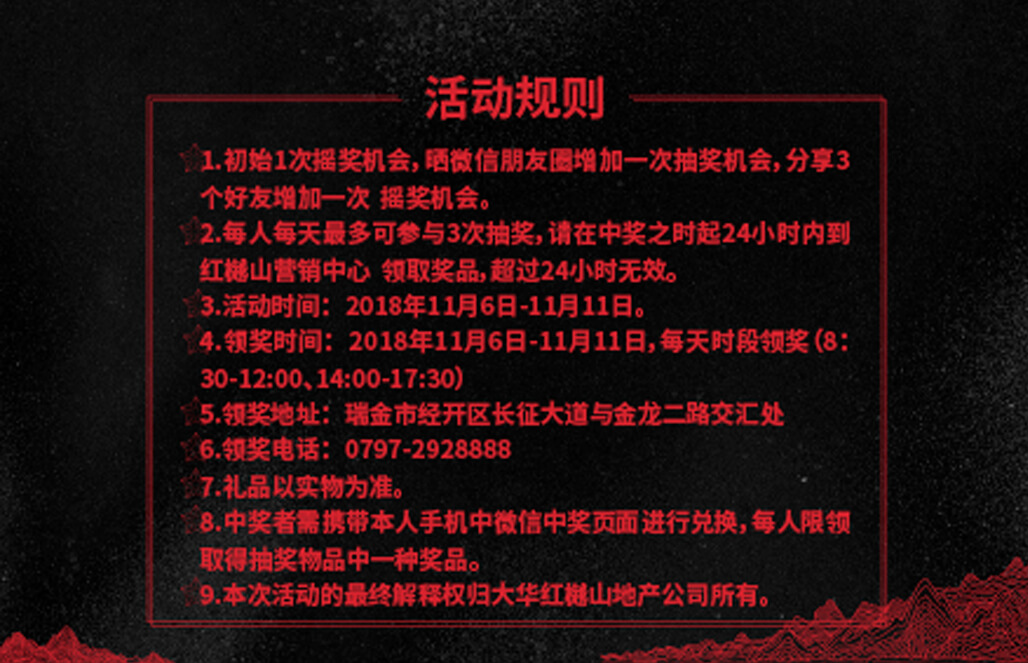 活动规则
1.初始1次摇奖机会，晒微信朋友圈增加一次抽奖机会，分享3
个好友增加一次 摇奖机会。
2.每人每天最多可参与3次抽奖，请在中奖之时起24小时内到
红樾山营销中心 领取奖品，超过24小时无效。
3.活动时间：2018年11月6日-11月11日。
4.领奖时间：2018年11月6日-11月11日，每天时段领奖（8：
30-12:00、14:00-17:30）
5.领奖地址：瑞金市经开区长征大道与金龙二路交汇处
6.领奖电话：0797-2928888
7.礼品以实物为准。
8.中奖者需携带本人手机中微信中奖页面进行兑换，每人限领
取得抽奖物品中一种奖品。
9.本次活动的最终解释权归大华红樾山地产公司所有。